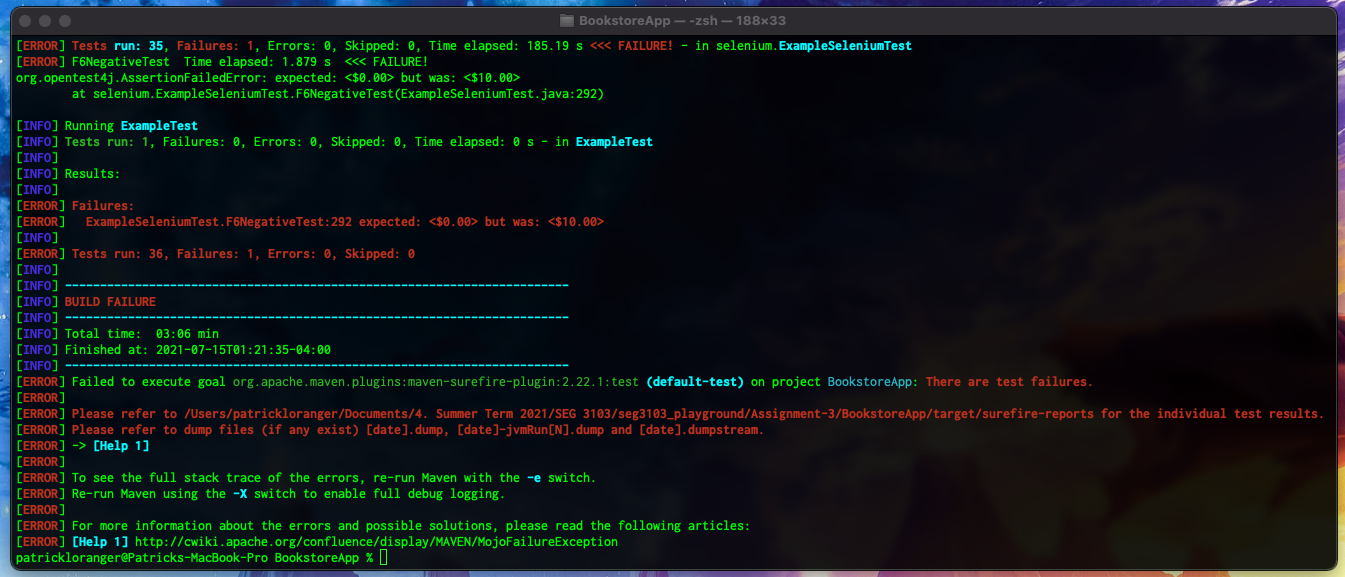 BookstoreApp — -zsh — 188×33
[ERROR] Tests run: 35, Failures: 1, Errors: 0, Skipped: 0, Time elapsed: 185.19 s <<< FAILURE! - in selenium.ExampleSeleniumTest
[ERROR] F6NegativeTest  Time elapsed: 1.879 s  <<< FAILURE!
org.opentest4j.AssertionFailedError: expected: <$0.00> but was: <$10.00>
        at selenium.ExampleSeleniumTest.F6NegativeTest(ExampleSeleniumTest.java:292)
[INFO] Running ExampleTest
[INFO] Tests run: 1, Failures: 0, Errors: 0, Skipped: 0, Time elapsed: 0 s - in ExampleTest
[INFO]
[INFO] Results:
[INFO]
[ERROR] Failures:
[ERROR]   ExampleSeleniumTest.F6NegativeTest:292 expected: <$0.00> but was: <$10.00>
[INFO]
[ERROR] Tests run: 36, Failures: 1, Errors: 0, Skipped: 0
[INFO]
[INFO] ------------------------------------------------------------------------
[INFO] BUILD FAILURE
[INFO] ------------------------------------------------------------------------
[INFO] Total time:  03:06 min
[INFO] Finished at: 2021-07-15T01:21:35-04:00
[INFO] ------------------------------------------------------------------------
[ERROR] Failed to execute goal org.apache.maven.plugins:maven-surefire-plugin:2.22.1:test (default-test) on project BookstoreApp: There are test failures.
[ERROR]
[ERROR] Please refer to /Users/patrickloranger/Documents/4. Summer Term 2021/SEG 3103/seg3103_playground/Assignment-3/BookstoreApp/target/surefire-reports for the individual test results.
[ERROR] Please refer to dump files (if any exist) [date].dump, [date]-jvmRun[N].dump and [date].dumpstream.
[ERROR] -> [Help 1]
[ERROR]
[ERROR] To see the full stack trace of the errors, re-run Maven with the -e switch.
[ERROR] Re-run Maven using the -X switch to enable full debug logging.
[ERROR]
[ERROR] For more information about the errors and possible solutions, please read the following articles:
[ERROR] [Help 1] http://cwiki.apache.org/confluence/display/MAVEN/MojoFailureException
patrickloranger@Patricks-MacBook-Pro BookstoreApp %